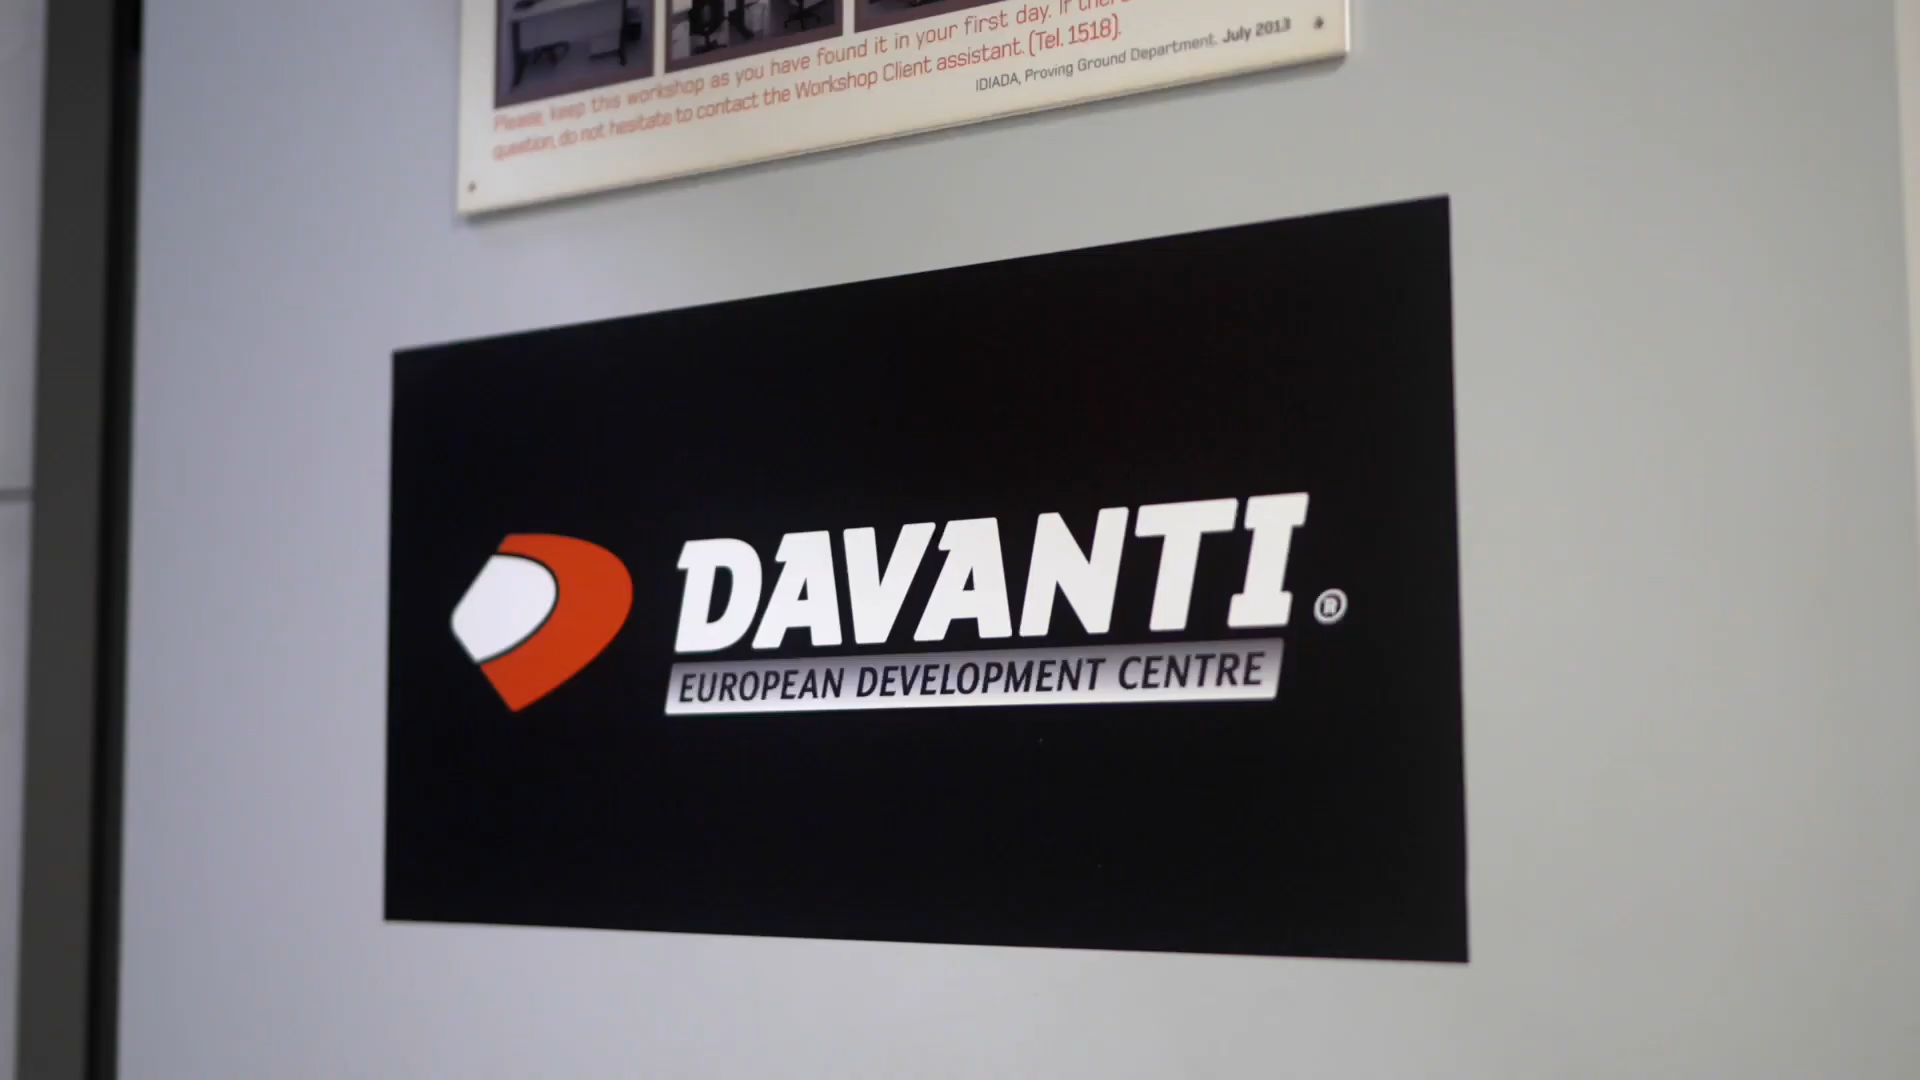 Please, keep this workshop as you have found it in your first day. If
question, do not hesitate to contact the Workshop Client assistant. (Tel. 1518).
IDIADA, Proving Ground Department. July 2013
DAVANTI®
EUROPEAN DEVELOPMENT CENTRE